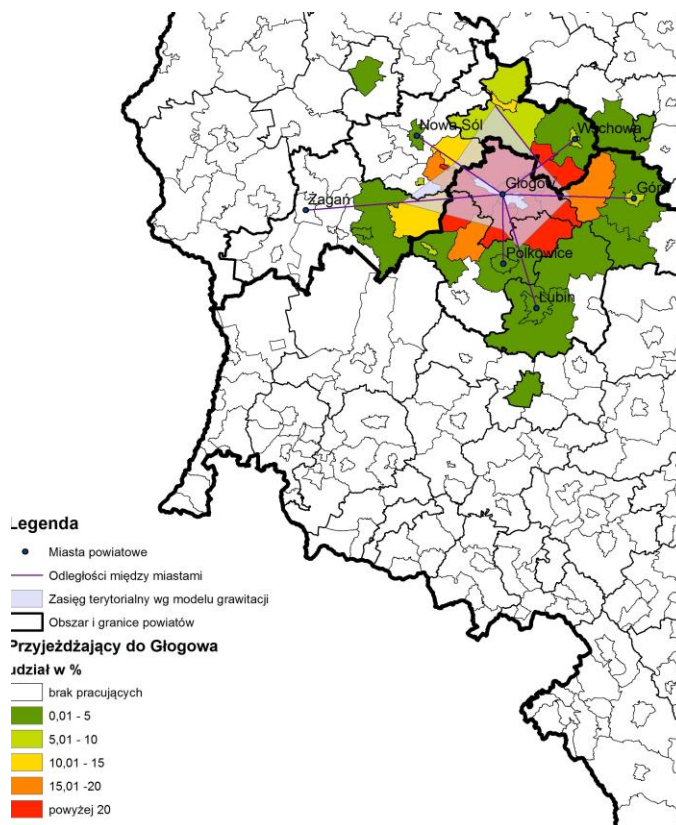 Nowa Sól
Wschowa
Żagań
Głogów
Góra
Polkowice
Lubin
Legenda
Miasta powiatowe
Odległości między miastami
Zasięg terytorialny wg modelu grawitacji
Obszar i granice powiatów
Przyjeżdżający do Głogowa
udział w %
brak pracujących
0,01 - 5
5,01 - 10
10,01 - 15
15,01 -20
powyżej 20